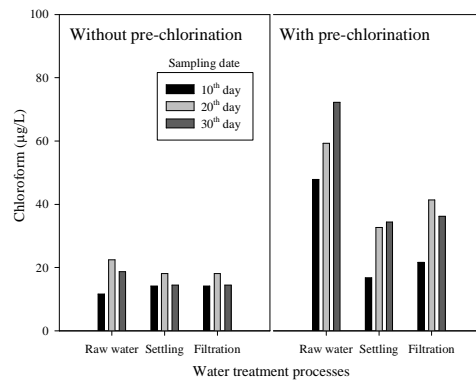 100
80
60
40
20
0
Chloroform (µg/L)
Without pre-chlorination
With pre-chlorination
Sampling date
10th day
20th day
30th day
Raw water Settling Filtration
Raw water Settling Filtration
Water treatment processes